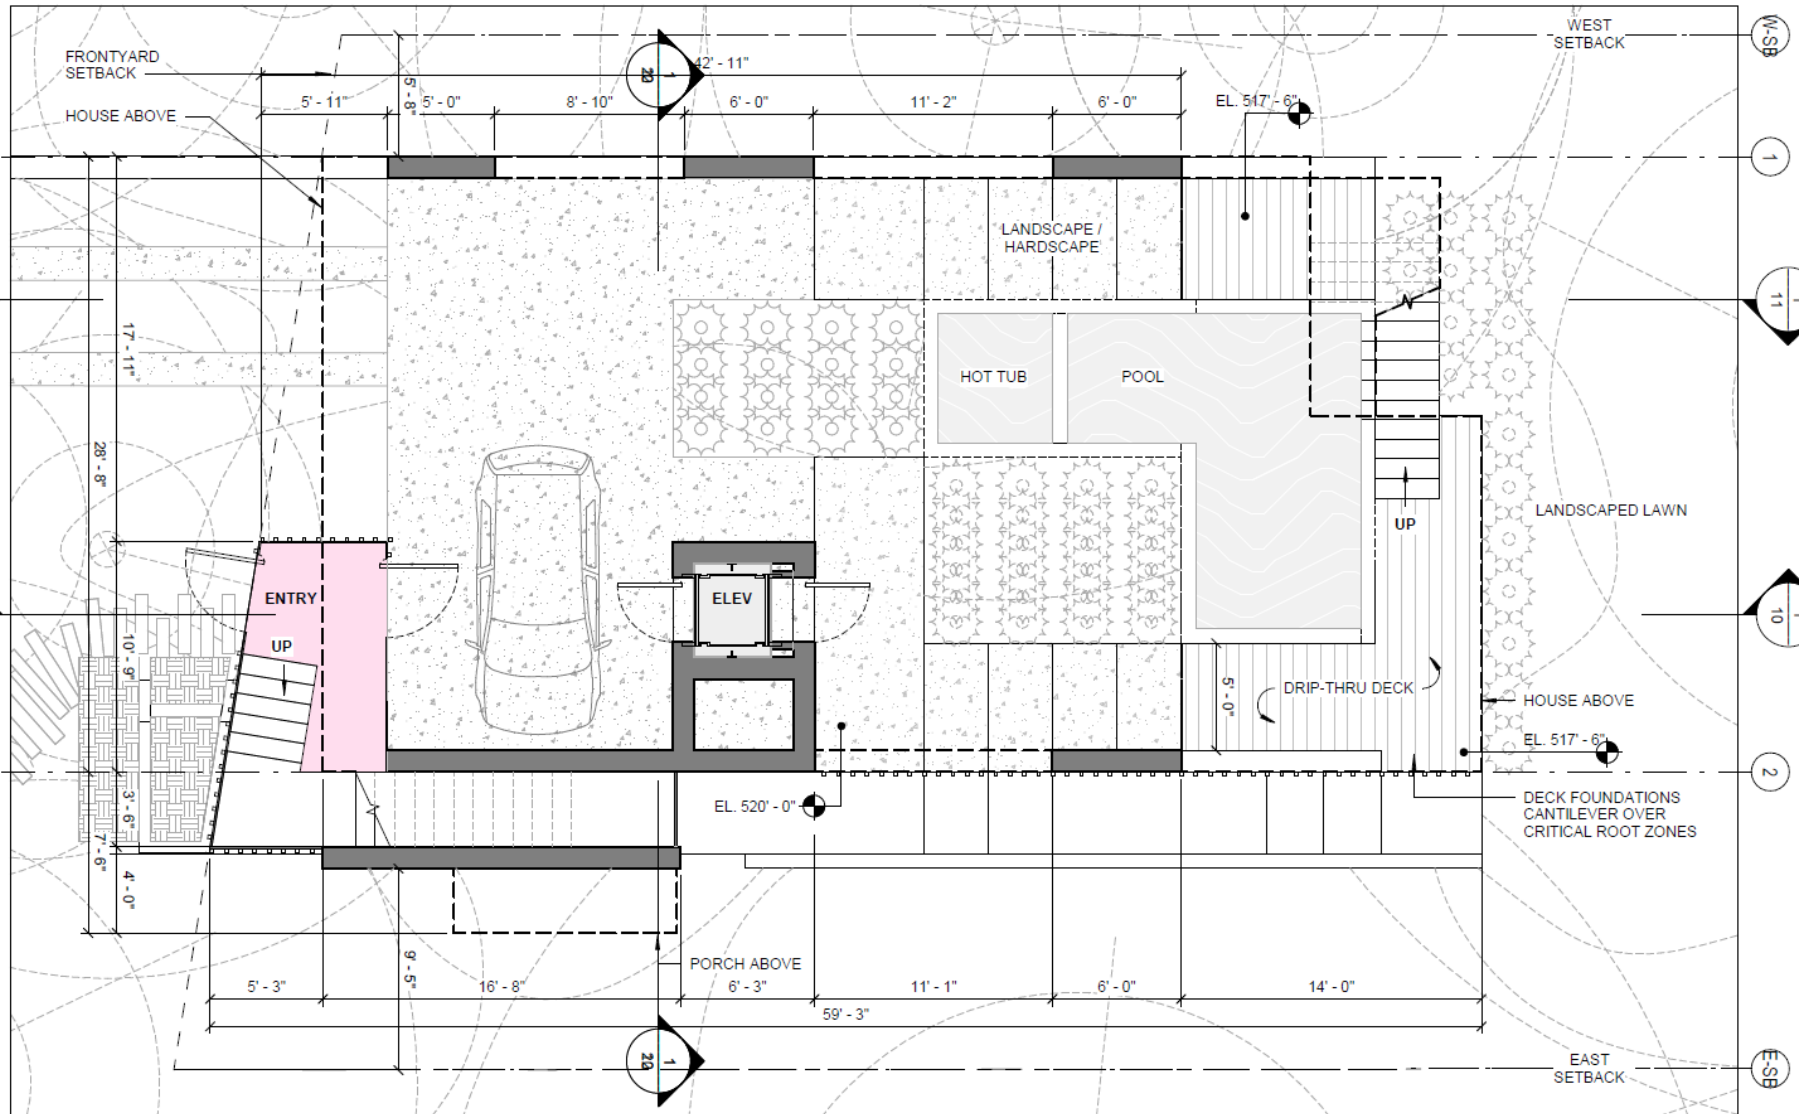 WEST
SETBACK
W-SB
FRONTYARD
SETBACK
1
20
42' - 11"
5' - 8"
5' - 11"
5' - 0"
8' - 10"
6' - 0"
11' - 2"
6' - 0"
EL. 517' - 6"
HOUSE ABOVE
1
LANDSCAPE /
HARDSCAPE
11
17' - 11"
HOT TUB
POOL
28' - 8"
LANDSCAPED LAWN
UP
ENTRY
ELEV
10
UP
10' - 9"
5' - 0"
DRIP-THRU DECK
HOUSE ABOVE
EL. 517' - 6"
2
3' - 6"
EL. 520' - 0"
DECK FOUNDATIONS
CANTILEVER OVER
CRITICAL ROOT ZONES
7' - 6"
4' - 0"
9' - 5"
PORCH ABOVE
5' - 3"
16' - 8"
6' - 3"
11' - 1"
6' - 0"
14' - 0"
59' - 3"
1
20
EAST
SETBACK
E-SB